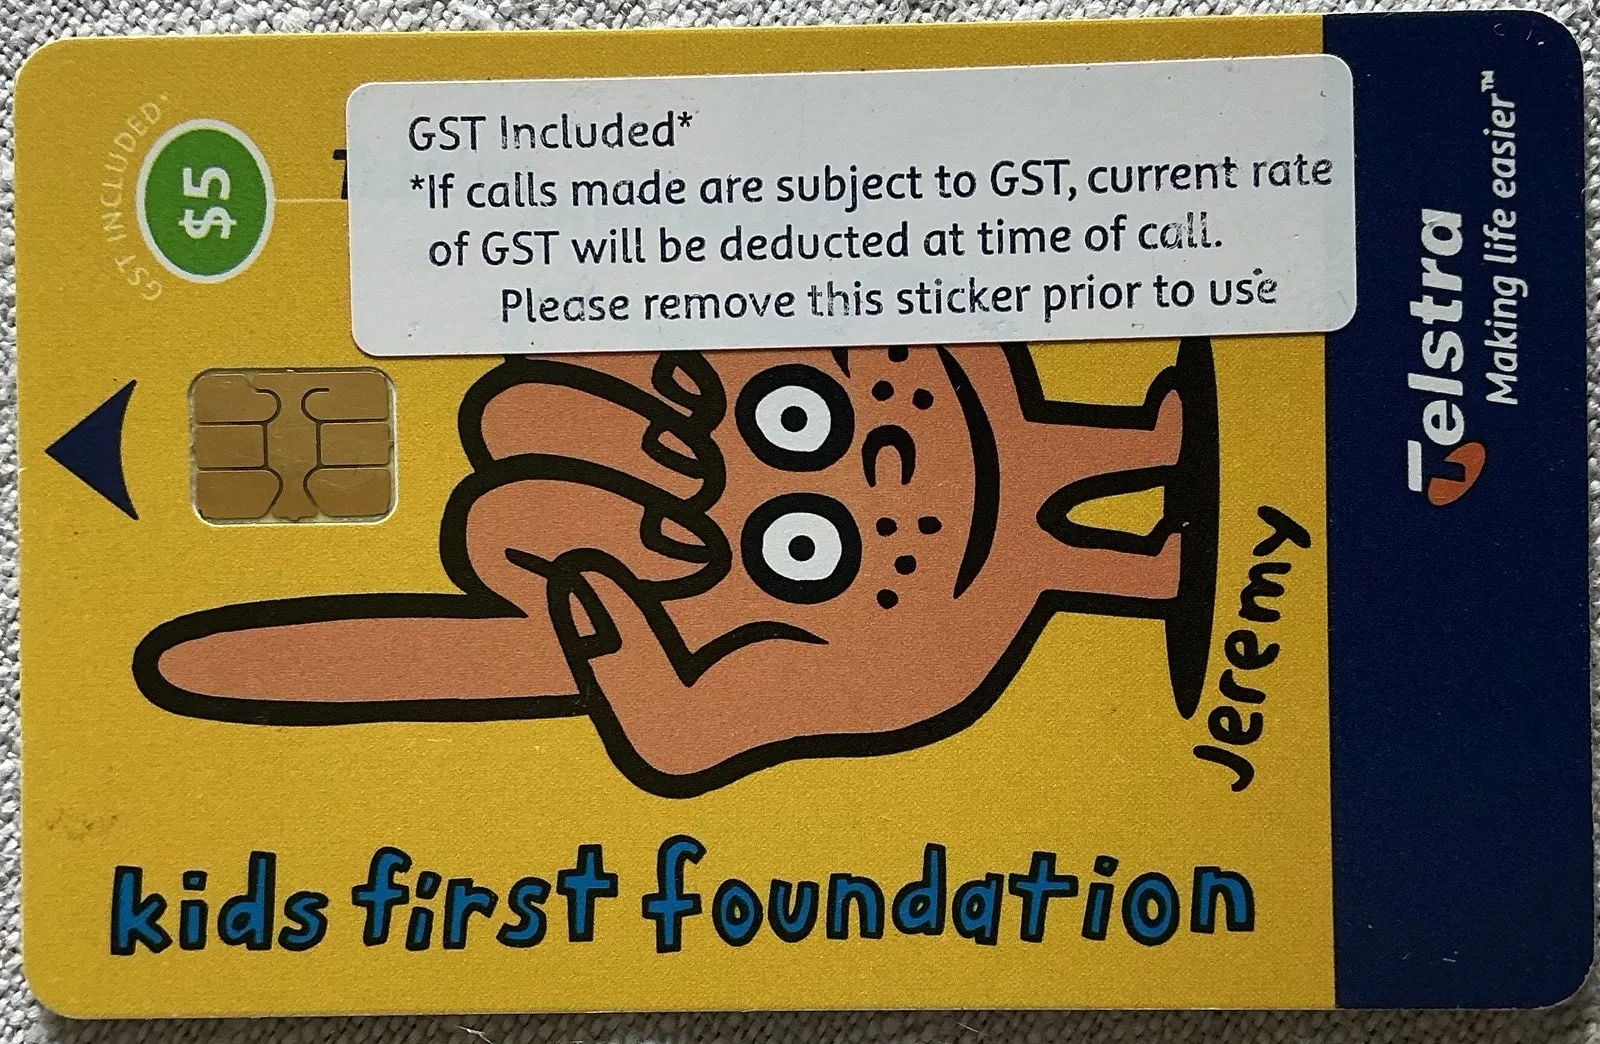 GST INCLUDED*
$5
T
GST Included*
*If calls made are subject to GST, current rate
of GST will be deducted at time of call.
Please remove this sticker prior to use
Telstra
Making life easier™
Jeremy
kids first foundation